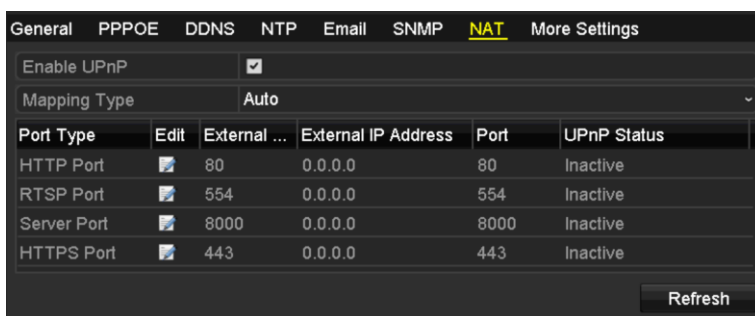 General PPPOE DDNS NTP Email SNMP NAT More Settings
Enable UPnP
Mapping Type Auto
Port Type Edit External ... External IP Address Port UPnP Status
HTTP Port 80 0.0.0.0 80 Inactive
RTSP Port 554 0.0.0.0 554 Inactive
Server Port 8000 0.0.0.0 8000 Inactive
HTTPS Port 443 0.0.0.0 443 Inactive
Refresh